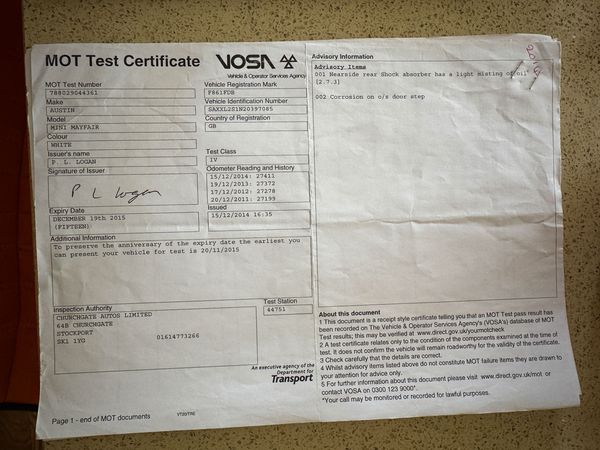 MOT Test Certificate
VOSA
Vehicle & Operator Services Agency
MOT Test Number
788029044361
Make
AUSTIN
Model
MINI MAYFAIR
Colour
WHITE
Issuer's name
P. L. LOGAN
Signature of Issuer
P L Logan
Expiry Date
DECEMBER 19th 2015
(FIFTEEN)
Vehicle Registration Mark
F861FDB
Vehicle Identification Number
SAXXL2S1N20397085
Country of Registration
GB
Test Class
IV
Odometer Reading and History
15/12/2014: 27411
19/12/2013: 27372
17/12/2012: 27278
20/12/2011: 27199
Issued
15/12/2014 16:35
Additional Information
To preserve the anniversary of the expiry date the earliest you
can present your vehicle for test is 20/11/2015
Inspection Authority
CHURCHGATE AUTOS LIMITED
64B CHURCHGATE
STOCKPORT
SK1 1YG 01614773266
Test Station
44751
An executive agency of the
Department for
Transport
Page 1 - end of MOT documents
VT20/TRE
Advisory Information
Advisory Items
001 Nearside rear Shock absorber has a light misting of oil
[2.7.3]
002 Corrosion on o/s door step
About this document
1 This document is a receipt style certificate telling you that an MOT Test pass result has
been recorded on The Vehicle & Operator Services Agency's (VOSA's) database of MOT
Test results; this may be verified at www.direct.gov.uk/yourmotcheck
2 A test certificate relates only to the condition of the components examined at the time of
test. It does not confirm the vehicle will remain roadworthy for the validity of the certificate.
3 Check carefully that the details are correct.
4 Whilst advisory items listed above do not constitute MOT failure items they are drawn to
your attention for advice only.
5 For further information about this document please visit www.direct.gov.uk/mot or
contact VOSA on 0300 123 9000*.
*Your call may be monitored or recorded for lawful purposes.